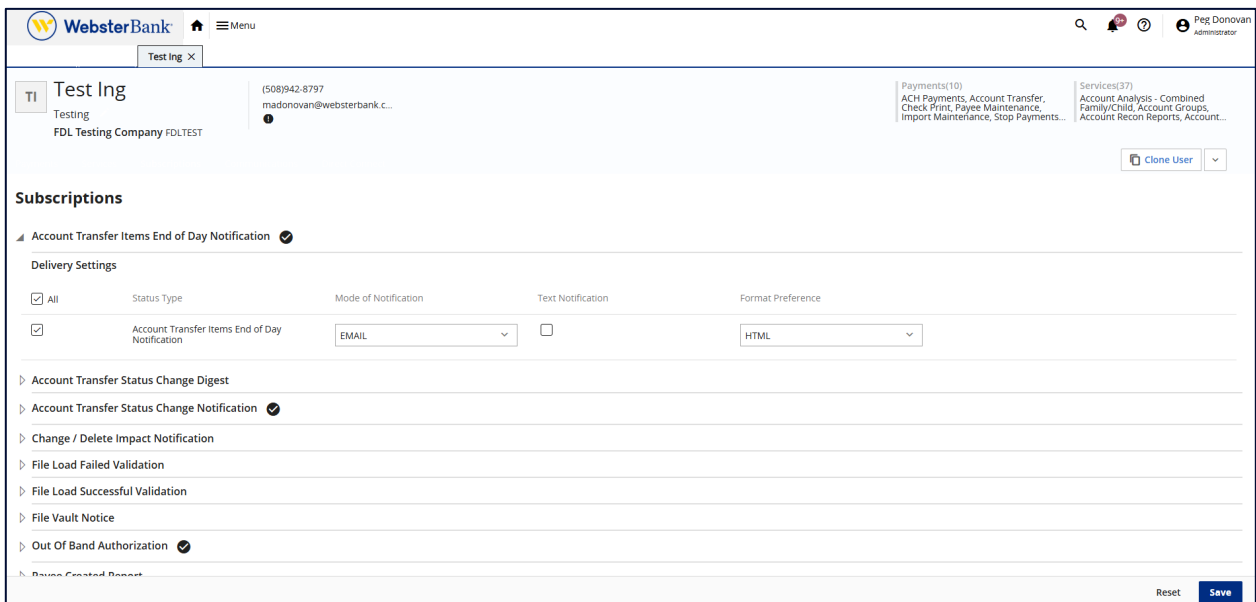 WebsterBank
Menu
9+
Peg Donovan
Administrator
Test Ing
TI
Test Ing
Testing
FDL Testing Company FDLTEST
(508)942-8797
madonovan@websterbank.c...
Payments(10)
ACH Payments, Account Transfer,
Check Print, Payee Maintenance,
Import Maintenance, Stop Payments...
Services(37)
Account Analysis - Combined
Family/Child, Account Groups,
Account Recon Reports, Account...
Clone User
Subscriptions
Account Transfer Items End of Day Notification
Delivery Settings
All
Status Type
Mode of Notification
Text Notification
Format Preference
Account Transfer Items End of Day
Notification
EMAIL
HTML
Account Transfer Status Change Digest
Account Transfer Status Change Notification
Change / Delete Impact Notification
File Load Failed Validation
File Load Successful Validation
File Vault Notice
Out Of Band Authorization
Payee Created Report
Reset
Save